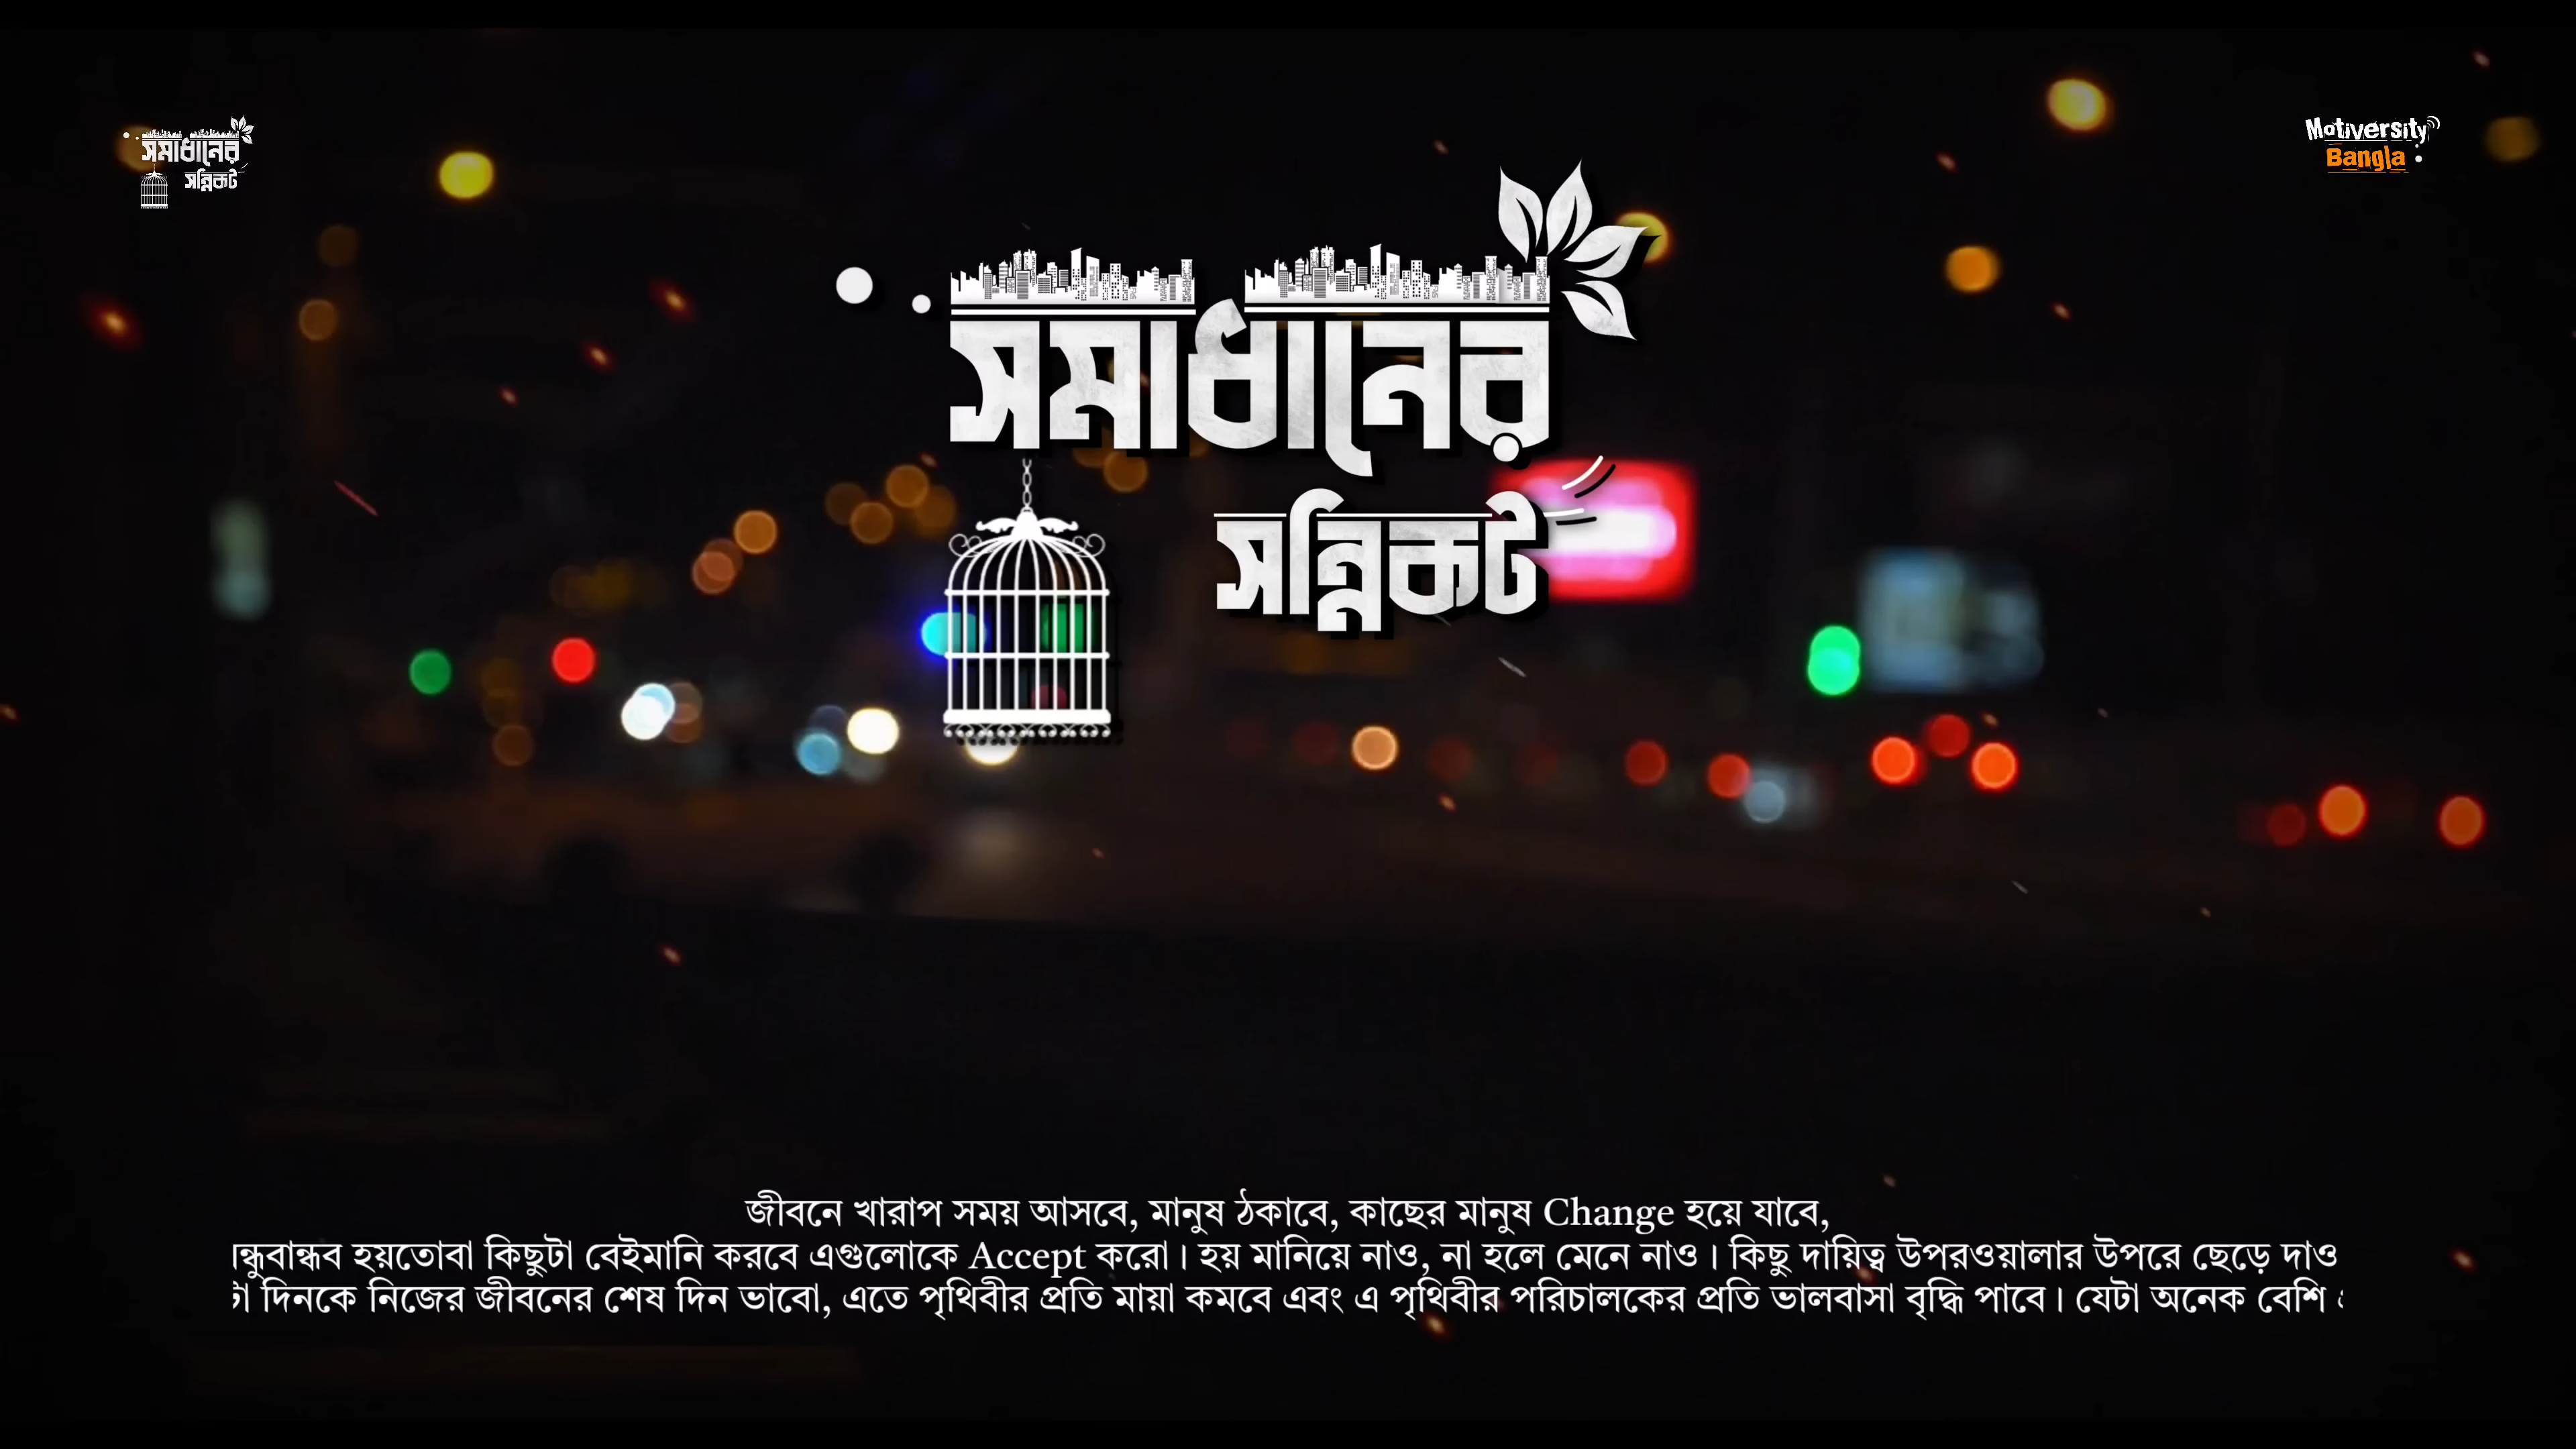 সমাধানের
সন্নিকট
Motiversity
Bangla
সমাধানের
সন্নিকট
জীবনে খারাপ সময় আসবে, মানুষ ঠকাবে, কাছের মানুষ Change হয়ে যাবে,
ন্ধুবান্ধব হয়তোবা কিছুটা বেইমানি করবে এগুলোকে Accept করো। হয় মানিয়ে নাও, না হলে মেনে নাও। কিছু দায়িত্ব উপরওয়ালার উপরে ছেড়ে দাও
দিনকে নিজের জীবনের শেষ দিন ভাবো, এতে পৃথিবীর প্রতি মায়া কমবে এবং এ পৃথিবীর পরিচালকের প্রতি ভালবাসা বৃদ্ধি পাবে। যেটা অনেক বেশি